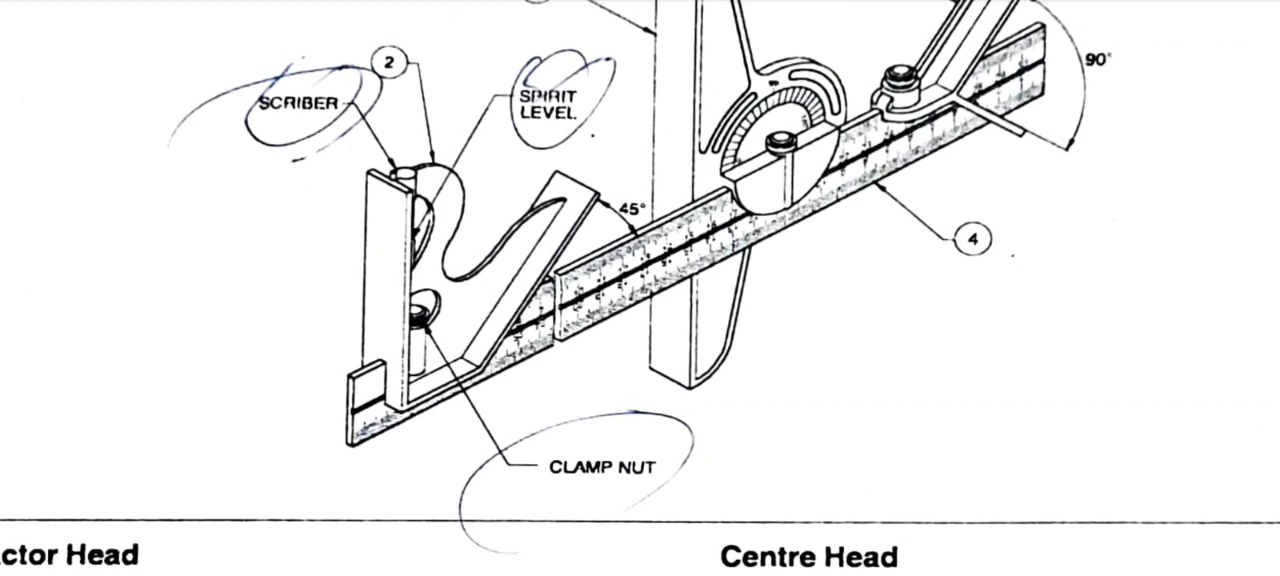 2
SCRIBER
SPIRIT
LEVEL
90°
45°
4
CLAMP NUT
ctor Head
Centre Head